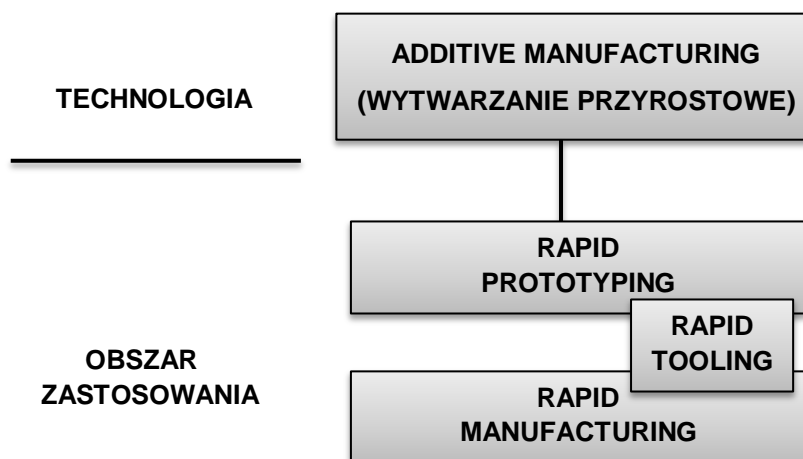 ADDITIVE MANUFACTURING
(WYTWARZANIE PRZYROSTOWE)
TECHNOLOGIA
RAPID
PROTOTYPING
RAPID
TOOLING
OBSZAR
ZASTOSOWANIA
RAPID
MANUFACTURING